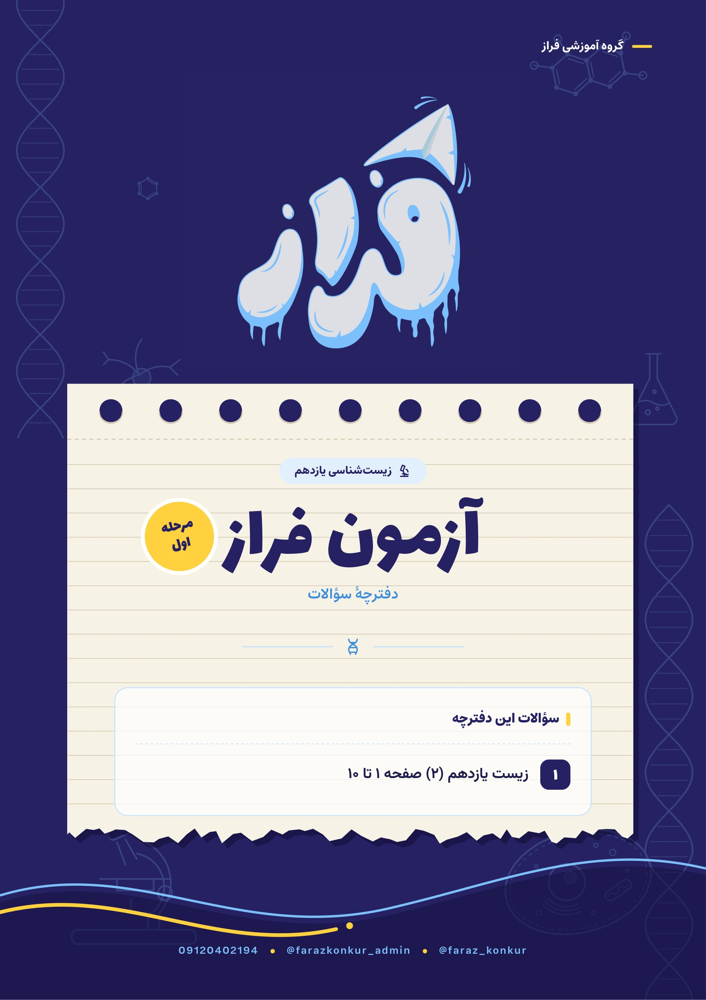 گروه آموزشی فراز
فراز
زیست‌شناسی یازدهم
آزمون فراز
مرحله
اول
دفترچهٔ سؤالات
سؤالات این دفترچه
۱ زیست یازدهم (۲) صفحه ۱ تا ۱۰
09120402194 • @farazkonkur_admin • @faraz_konkur